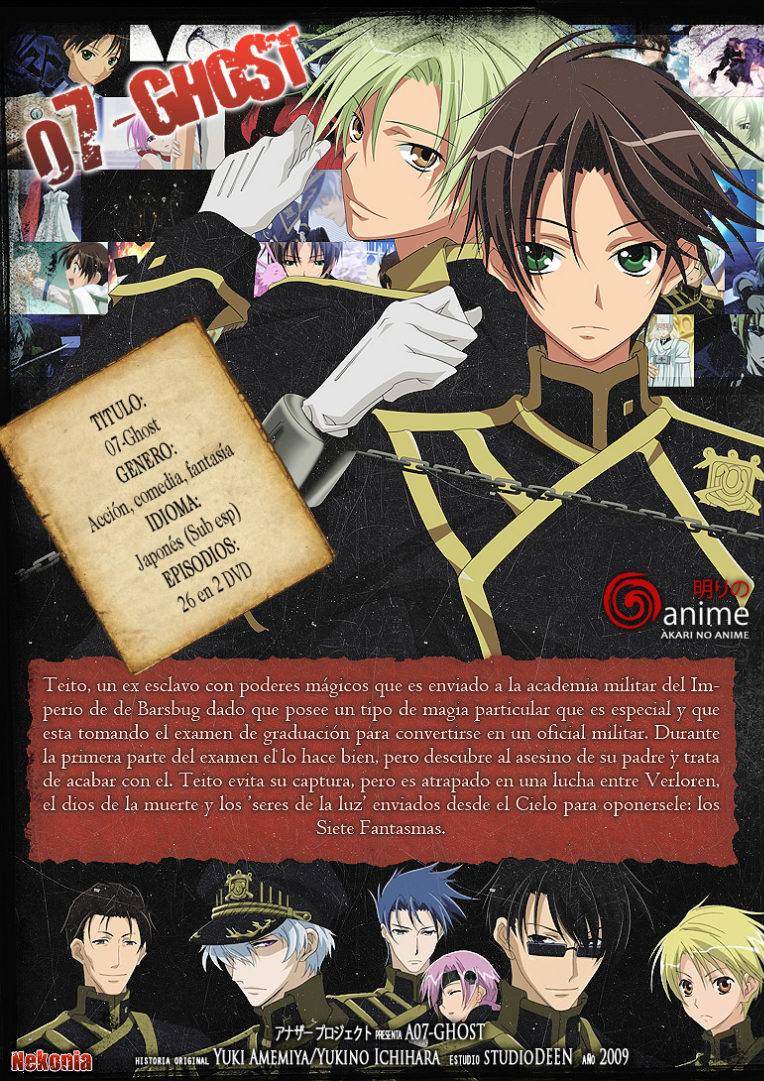 07-GHOST
TITULO:
07-Ghost
GENERO:
Acción, comedia, fantasía
IDIOMA:
Japonés (Sub esp)
EPISODIOS:
26 en 2 DVD
明りの
anime
ÀKARI NO ANIME
Teito, un ex esclavo con poderes mágicos que es enviado a la academia militar del Im-
perio de de Barsbug dado que posee un tipo de magia particular que es especial y que
esta tomando el examen de graduación para convertirse en un oficial militar. Durante
la primera parte del examen el lo hace bien, pero descubre al asesino de su padre y trata
de acabar con el. Teito evita su captura, pero es atrapado en una lucha entre Verloren,
el dios de la muerte y los 'seres de la luz' enviados desde el Cielo para oponersele: los
Siete Fantasmas.
アナザープロジェクト PRESENTA A07-GHOST
Nekonia
HISTORIA ORIGINAL YUKI AMEMIYA/YUKINO ICHIHARA ESTUDIO STUDIODEEN AÑO 2009